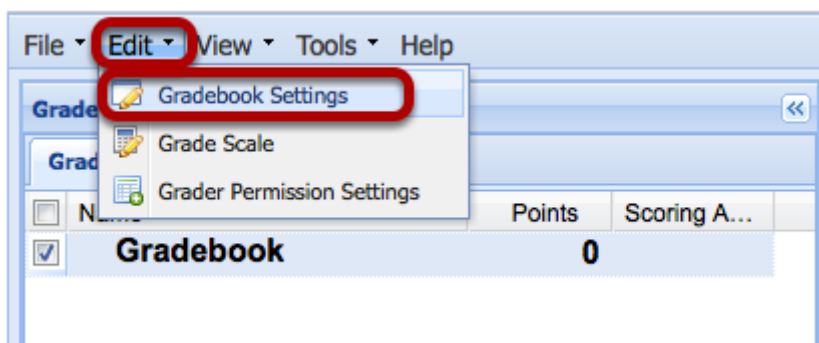 File Edit View Tools Help
Gradebook Settings
Grade Scale
Grader Permission Settings
Points Scoring A...
Gradebook 0